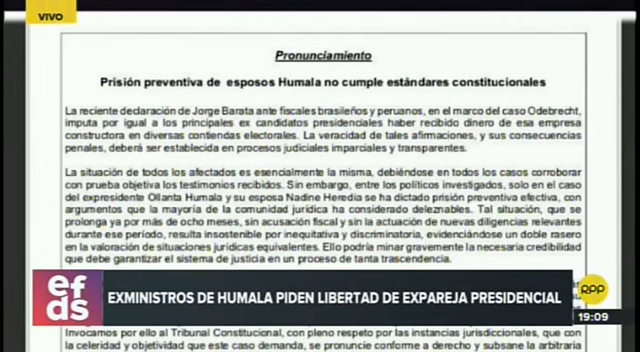 VIVO
Pronunciamiento
Prisión preventiva de esposos Humala no cumple estándares constitucionales
La reciente declaración de Jorge Barata ante fiscales brasileños y peruanos, en el marco del caso Odebrecht,
imputa por igual a los principales ex candidatos presidenciales haber recibido dinero de esa empresa
constructora en diversas contiendas electorales. La veracidad de tales afirmaciones, y sus consecuencias
penales, deberá ser establecida en procesos judiciales imparciales y transparentes.
La situación de todos los afectados es esencialmente la misma, debiéndose en todos los casos corroborar
con prueba objetiva los testimonios recibidos. Sin embargo, entre los políticos investigados, solo en el caso
del expresidente Ollanta Humala y su esposa Nadine Heredia se ha dictado prisión preventiva efectiva, con
argumentos que la mayoría de la comunidad jurídica ha considerado deleznables. Tal situación, que se
prolonga ya por más de ocho meses, sin acusación fiscal y sin la actuación de nuevas diligencias relevantes
durante ese período, resulta insostenible por inequitativa y discriminatoria, evidenciándose un doble rasero
en la valoración de situaciones jurídicas equivalentes. Ello podría minar gravemente la necesaria credibilidad
que debe garantizar el sistema de justicia en un proceso de tanta trascendencia.
ef
ds
EXMINISTROS DE HUMALA PIDEN LIBERTAD DE EXPAREJA PRESIDENCIAL
RPP
19:09
Invocamos por ello al Tribunal Constitucional, con pleno respeto por las instancias jurisdiccionales, que con
la celeridad y objetividad que este caso demanda, se pronuncie conforme a derecho y subsane la arbitraria